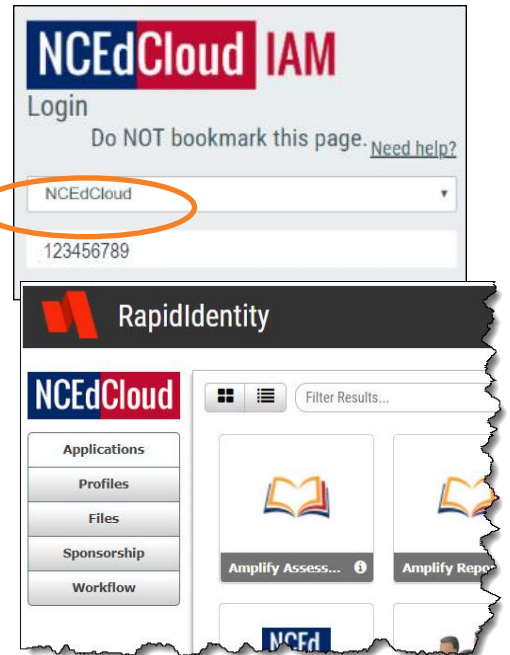 NCEdCloud IAM
Login
Do NOT bookmark this page. Need help?
NCEdCloud
123456789
RapidIdentity
NCEdCloud
Filter Results...
Applications
Profiles
Files
Sponsorship
Workflow
Amplify Assess...
Amplify Repo
NCEd